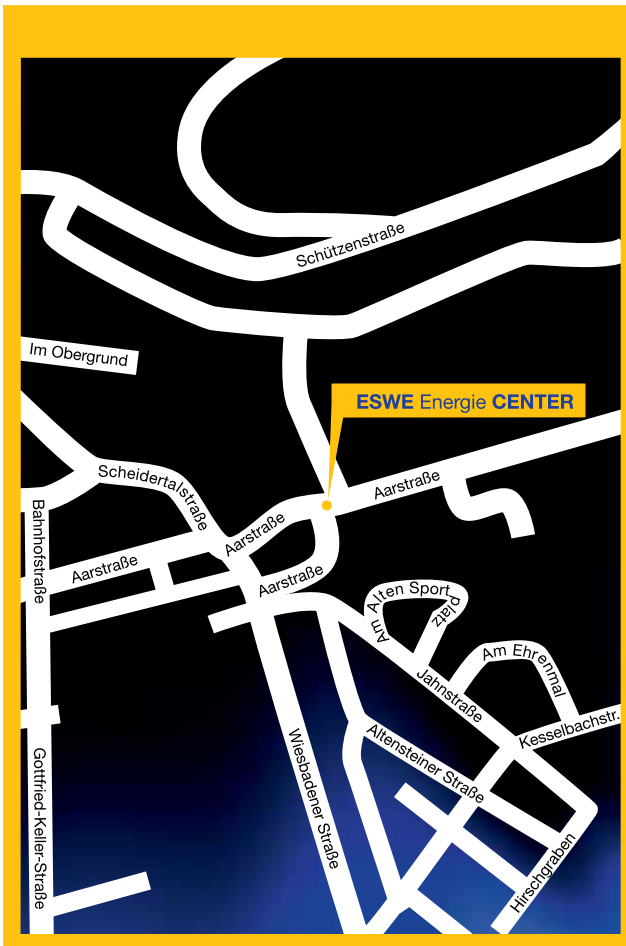 Schützenstraße
Im Obergrund
ESWE Energie CENTER
Scheidertalstraße
Aarstraße
Bahnhofstraße
Aarstraße
Aarstraße
Aarstraße
Am Alten Sportplatz
Am Ehrenmal
Jahnstraße
Kesselbachstr.
Altensteiner Straße
Wiesbadener Straße
Gottfried-Keller-Straße
Hirschgraben